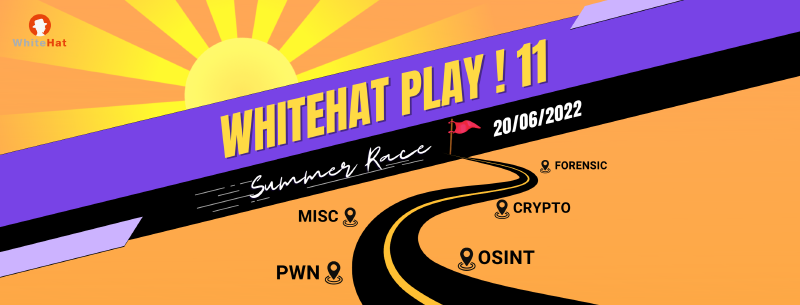 WhiteHat
WHITEHAT PLAY ! 11
Summer Race
20/06/2022
FORENSIC
MISC
CRYPTO
PWN
OSINT